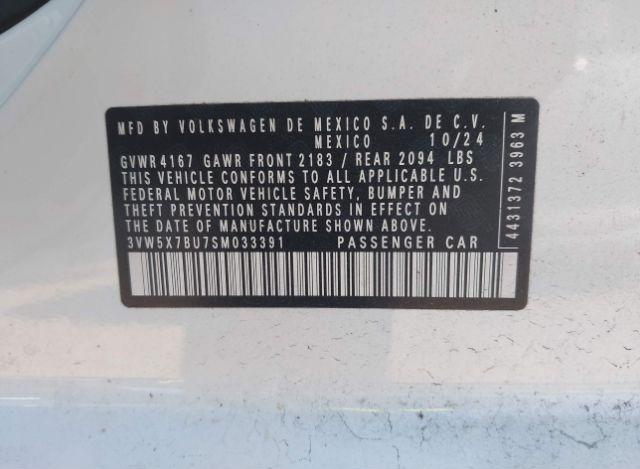 MFD BY VOLKSWAGEN DE MEXICO S.A. DE C.V.
MEXICO 10/24
GVWR 4167 GAWR FRONT 2183 / REAR 2094 LBS
THIS VEHICLE CONFORMS TO ALL APPLICABLE U.S.
FEDERAL MOTOR VEHICLE SAFETY, BUMPER AND
THEFT PREVENTION STANDARDS IN EFFECT ON
THE DATE OF MANUFACTURE SHOWN ABOVE.
3VW5X7BU7SM033391 PASSENGER CAR
4431372 3963 M